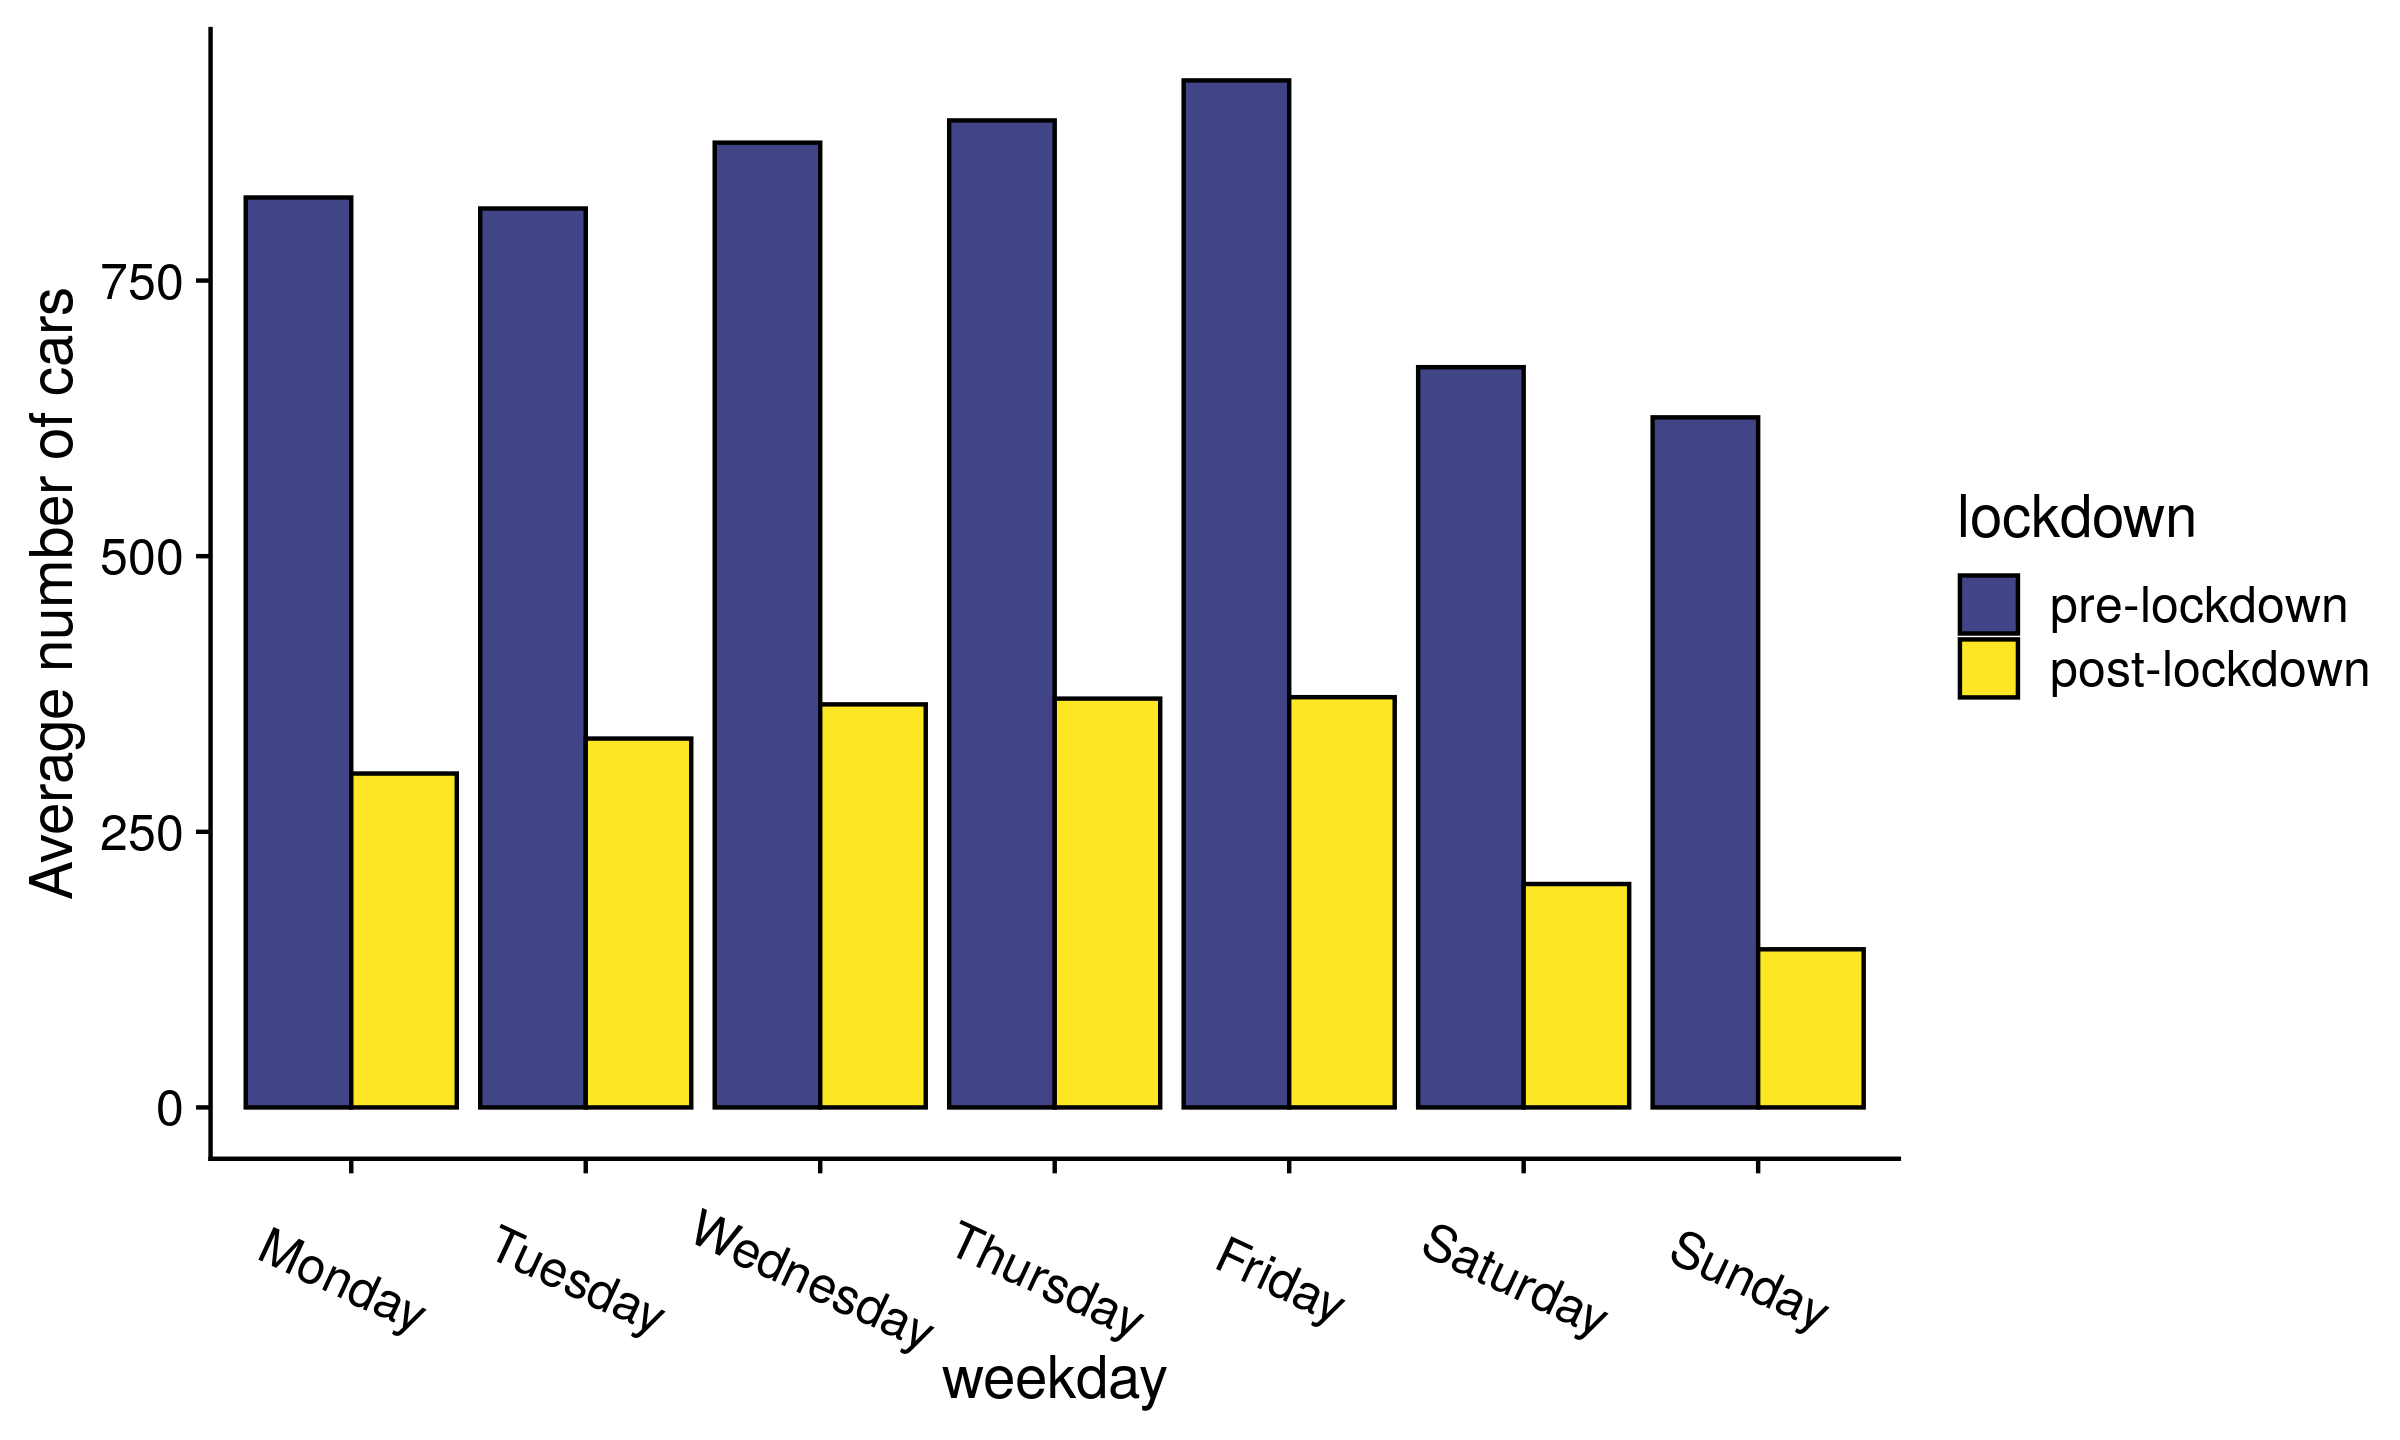 Average number of cars
750
500
250
0
Monday
Tuesday
Wednesday
Thursday
Friday
Saturday
Sunday
weekday
lockdown
pre-lockdown
post-lockdown